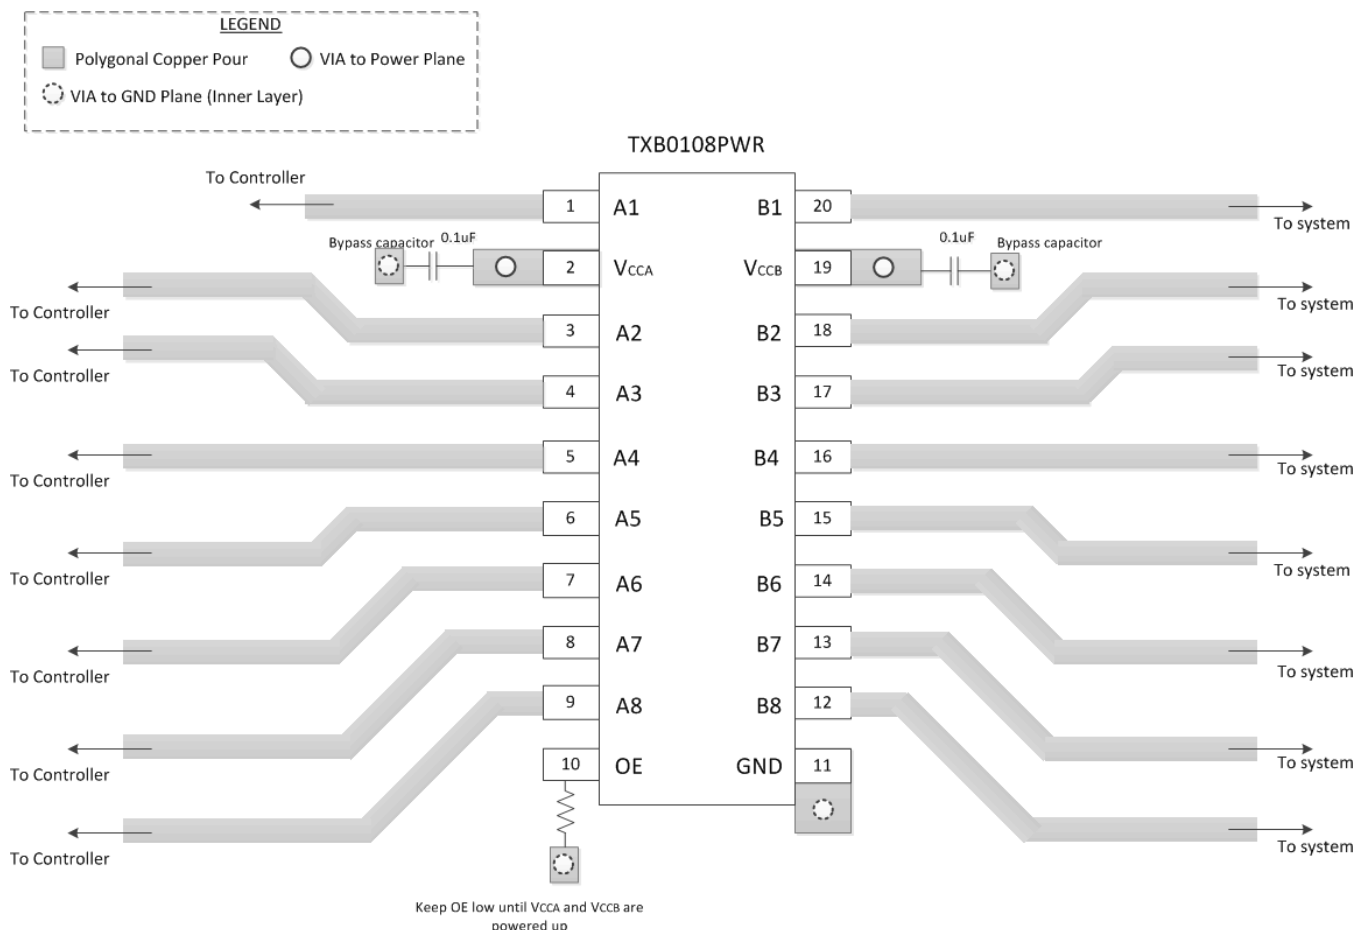 LEGEND
Polygonal Copper Pour
VIA to Power Plane
VIA to GND Plane (Inner Layer)
TXB0108PWR
To Controller
1
A1
B1
20
To system
Bypass capacitor
0.1uF
2
VCCA
VCCB
19
0.1uF
Bypass capacitor
To Controller
3
A2
B2
18
To system
To Controller
4
A3
B3
17
To system
To Controller
5
A4
B4
16
To system
To Controller
6
A5
B5
15
To system
To Controller
7
A6
B6
14
To system
To Controller
8
A7
B7
13
To system
To Controller
9
A8
B8
12
To system
10
OE
GND
11
Keep OE low until VCCA and VCCB are
powered up